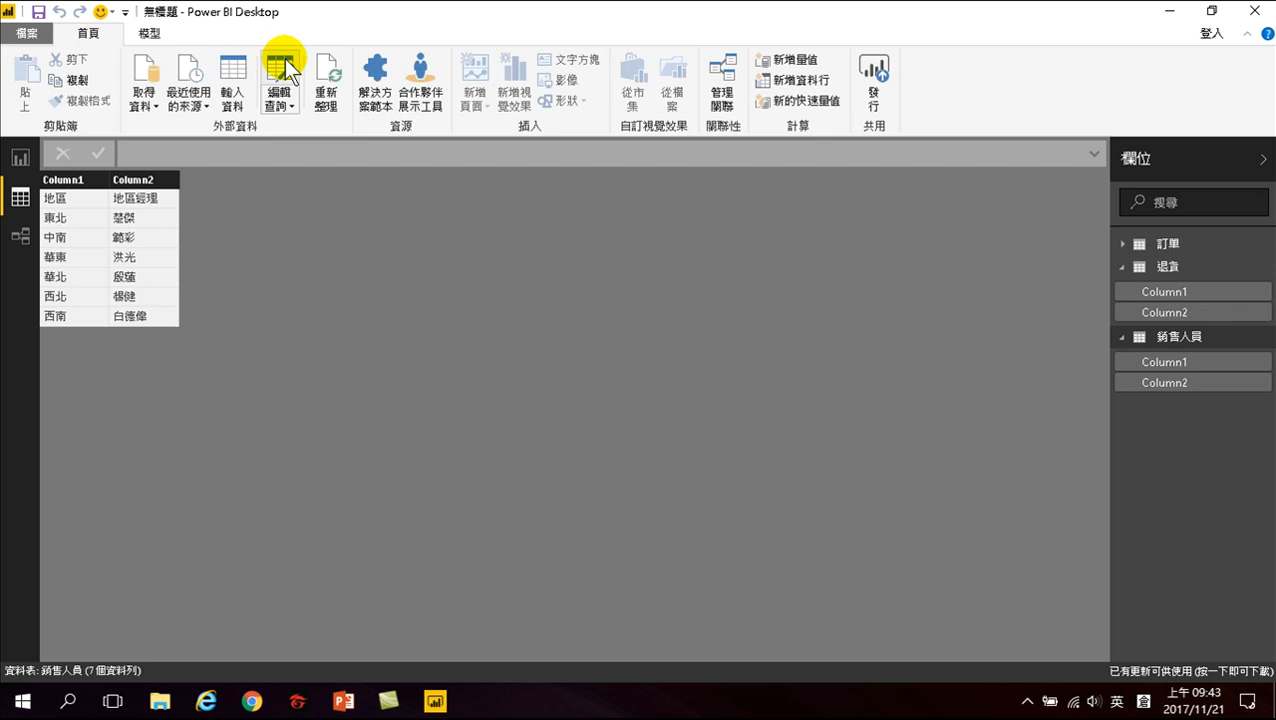 無標題 - Power BI Desktop
檔案 首頁 模型 登入
貼上
剪下
複製
複製格式
取得資料
最近使用的來源
輸入資料
編輯查詢
重新整理
解決方案範本
合作夥伴展示工具
新增頁面
新增視覺效果
文字方塊
影像
形狀
從市集
從檔案
管理關聯
新增量值
新增資料行
新的快速量值
發行
剪貼簿 外部資料 資源 插入 自訂視覺效果 關聯性 計算 共用
欄位
搜尋
訂單
退貨
Column1
Column2
銷售人員
Column1
Column2
Column1 Column2
地區 地區經理
東北 楚傑
中南 範彩
華東 洪光
華北 殷蓮
西北 楊健
西南 白德偉
資料表: 銷售人員 (7 個資料列) 已有更新可供使用 (按一下即可下載)
英
上午 09:43
2017/11/21